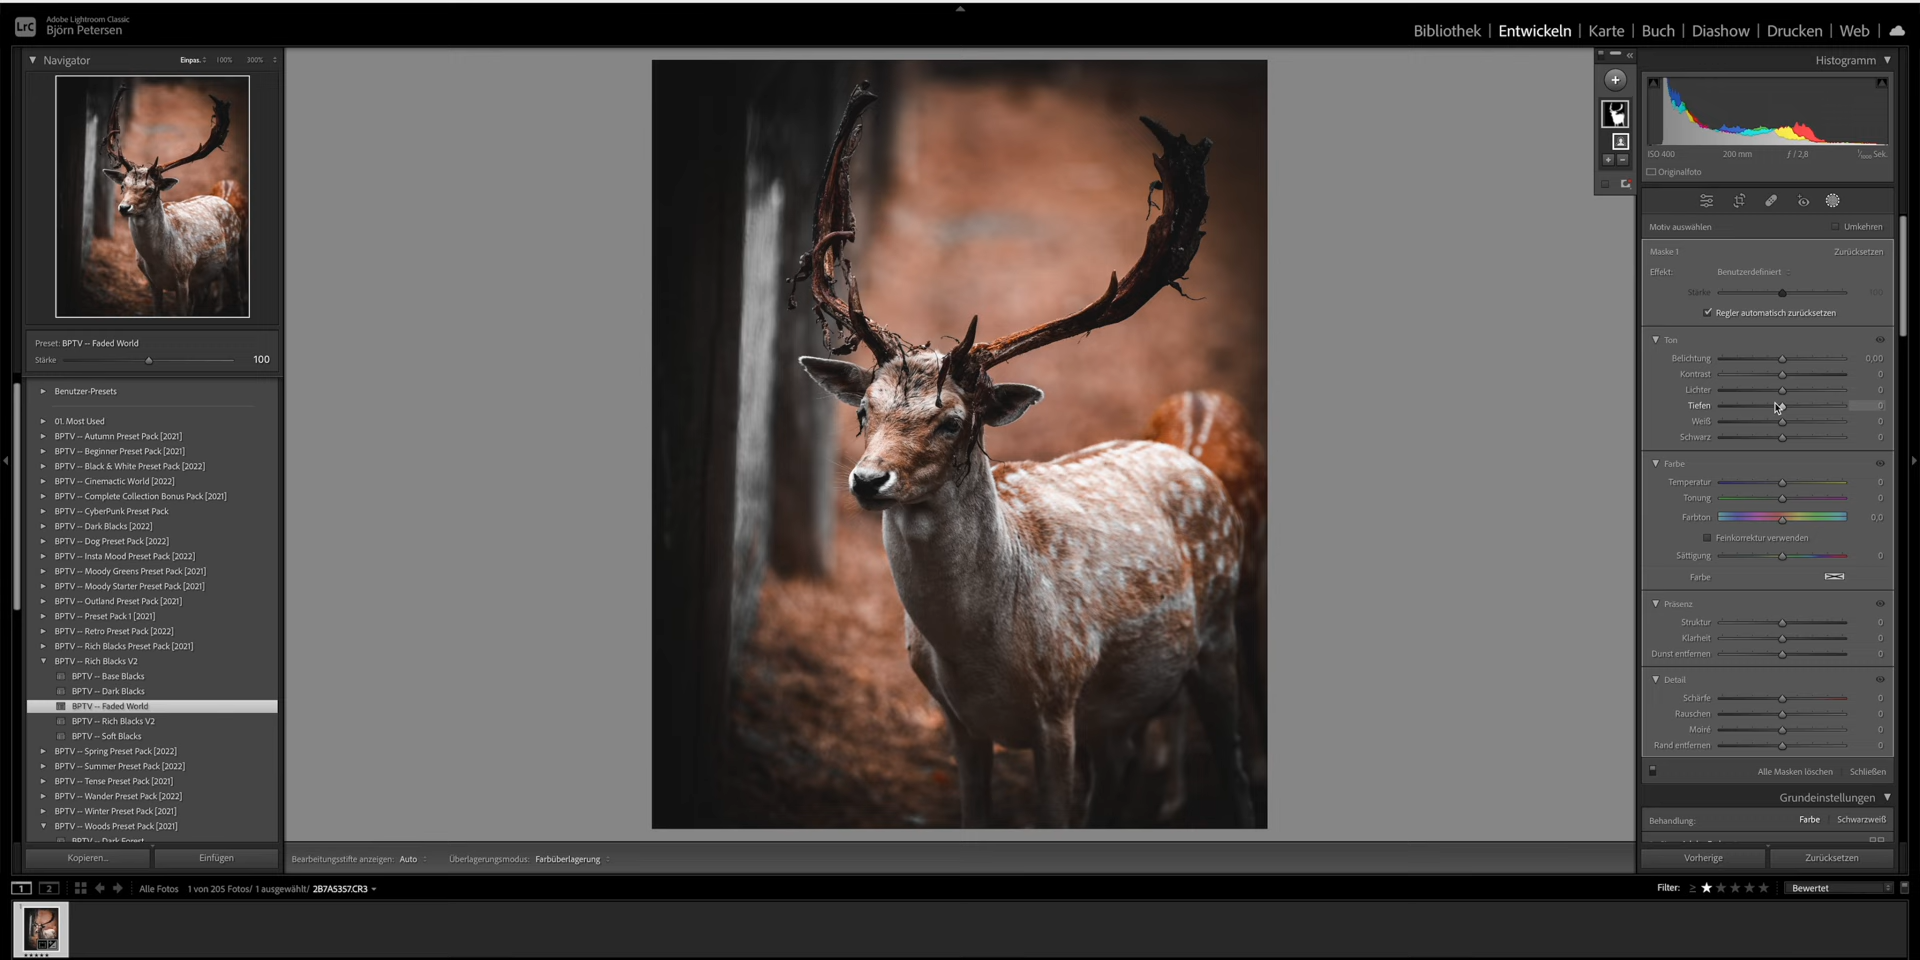 LrC
Adobe Lightroom Classic
Björn Petersen
Bibliothek | Entwickeln | Karte | Buch | Diashow | Drucken | Web
Navigator
Einpas. 100% 300%
Preset: BPTV -- Faded World
Stärke 100
Benutzer-Presets
01. Most Used
BPTV -- Autumn Preset Pack [2021]
BPTV -- Beginner Preset Pack [2021]
BPTV -- Black & White Preset Pack [2022]
BPTV -- Cinemactic World [2022]
BPTV -- Complete Collection Bonus Pack [2021]
BPTV -- CyberPunk Preset Pack
BPTV -- Dark Blacks [2022]
BPTV -- Dog Preset Pack [2022]
BPTV -- Insta Mood Preset Pack [2022]
BPTV -- Moody Greens Preset Pack [2021]
BPTV -- Moody Starter Preset Pack [2021]
BPTV -- Outland Preset Pack [2021]
BPTV -- Preset Pack 1 [2021]
BPTV -- Retro Preset Pack [2022]
BPTV -- Rich Blacks Preset Pack [2021]
BPTV -- Rich Blacks V2
BPTV -- Base Blacks
BPTV -- Dark Blacks
BPTV -- Faded World
BPTV -- Rich Blacks V2
BPTV -- Soft Blacks
BPTV -- Spring Preset Pack [2022]
BPTV -- Summer Preset Pack [2022]
BPTV -- Tense Preset Pack [2021]
BPTV -- Wander Preset Pack [2022]
BPTV -- Winter Preset Pack [2021]
BPTV -- Woods Preset Pack [2021]
BPTV -- Dark Forest
Kopieren... Einfügen
Bearbeitungsstifte anzeigen: Auto Überlagerungsmodus: Farbüberlagerung
Histogramm
ISO 400 200 mm ƒ / 2,8 Sek.
Originalfoto
Motiv auswählen Umkehren
Maske 1 Zurücksetzen
Effekt: Benutzerdefiniert
Stärke 100
Regler automatisch zurücksetzen
Ton
Belichtung 0,00
Kontrast 0
Lichter 0
Tiefen 0
Weiß 0
Schwarz 0
Farbe
Temperatur 0
Tonung 0
Farbton 0,0
Feinkorrektur verwenden
Sättigung 0
Farbe
Präsenz
Struktur 0
Klarheit 0
Dunst entfernen 0
Detail
Schärfe 0
Rauschen 0
Moiré 0
Rand entfernen 0
Alle Masken löschen Schließen
Grundeinstellungen
Behandlung: Farbe Schwarzweiß
Vorherige Zurücksetzen
1 2 Alle Fotos 1 von 205 Fotos/ 1 ausgewählt/ 2B7A5357.CR3
Filter: ≥ Bewertet